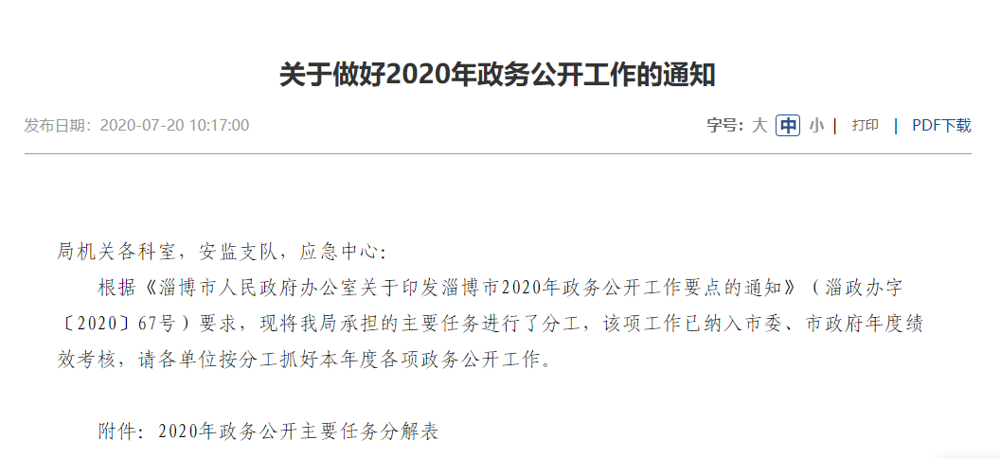 关于做好2020年政务公开工作的通知
发布日期：2020-07-20 10:17:00 字号：大 中 小 | 打印 | PDF下载
局机关各科室，安监支队，应急中心：
根据《淄博市人民政府办公室关于印发淄博市2020年政务公开工作要点的通知》（淄政办字
〔2020〕67号）要求，现将我局承担的主要任务进行了分工，该项工作已纳入市委、市政府年度绩
效考核，请各单位按分工抓好本年度各项政务公开工作。
附件：2020年政务公开主要任务分解表